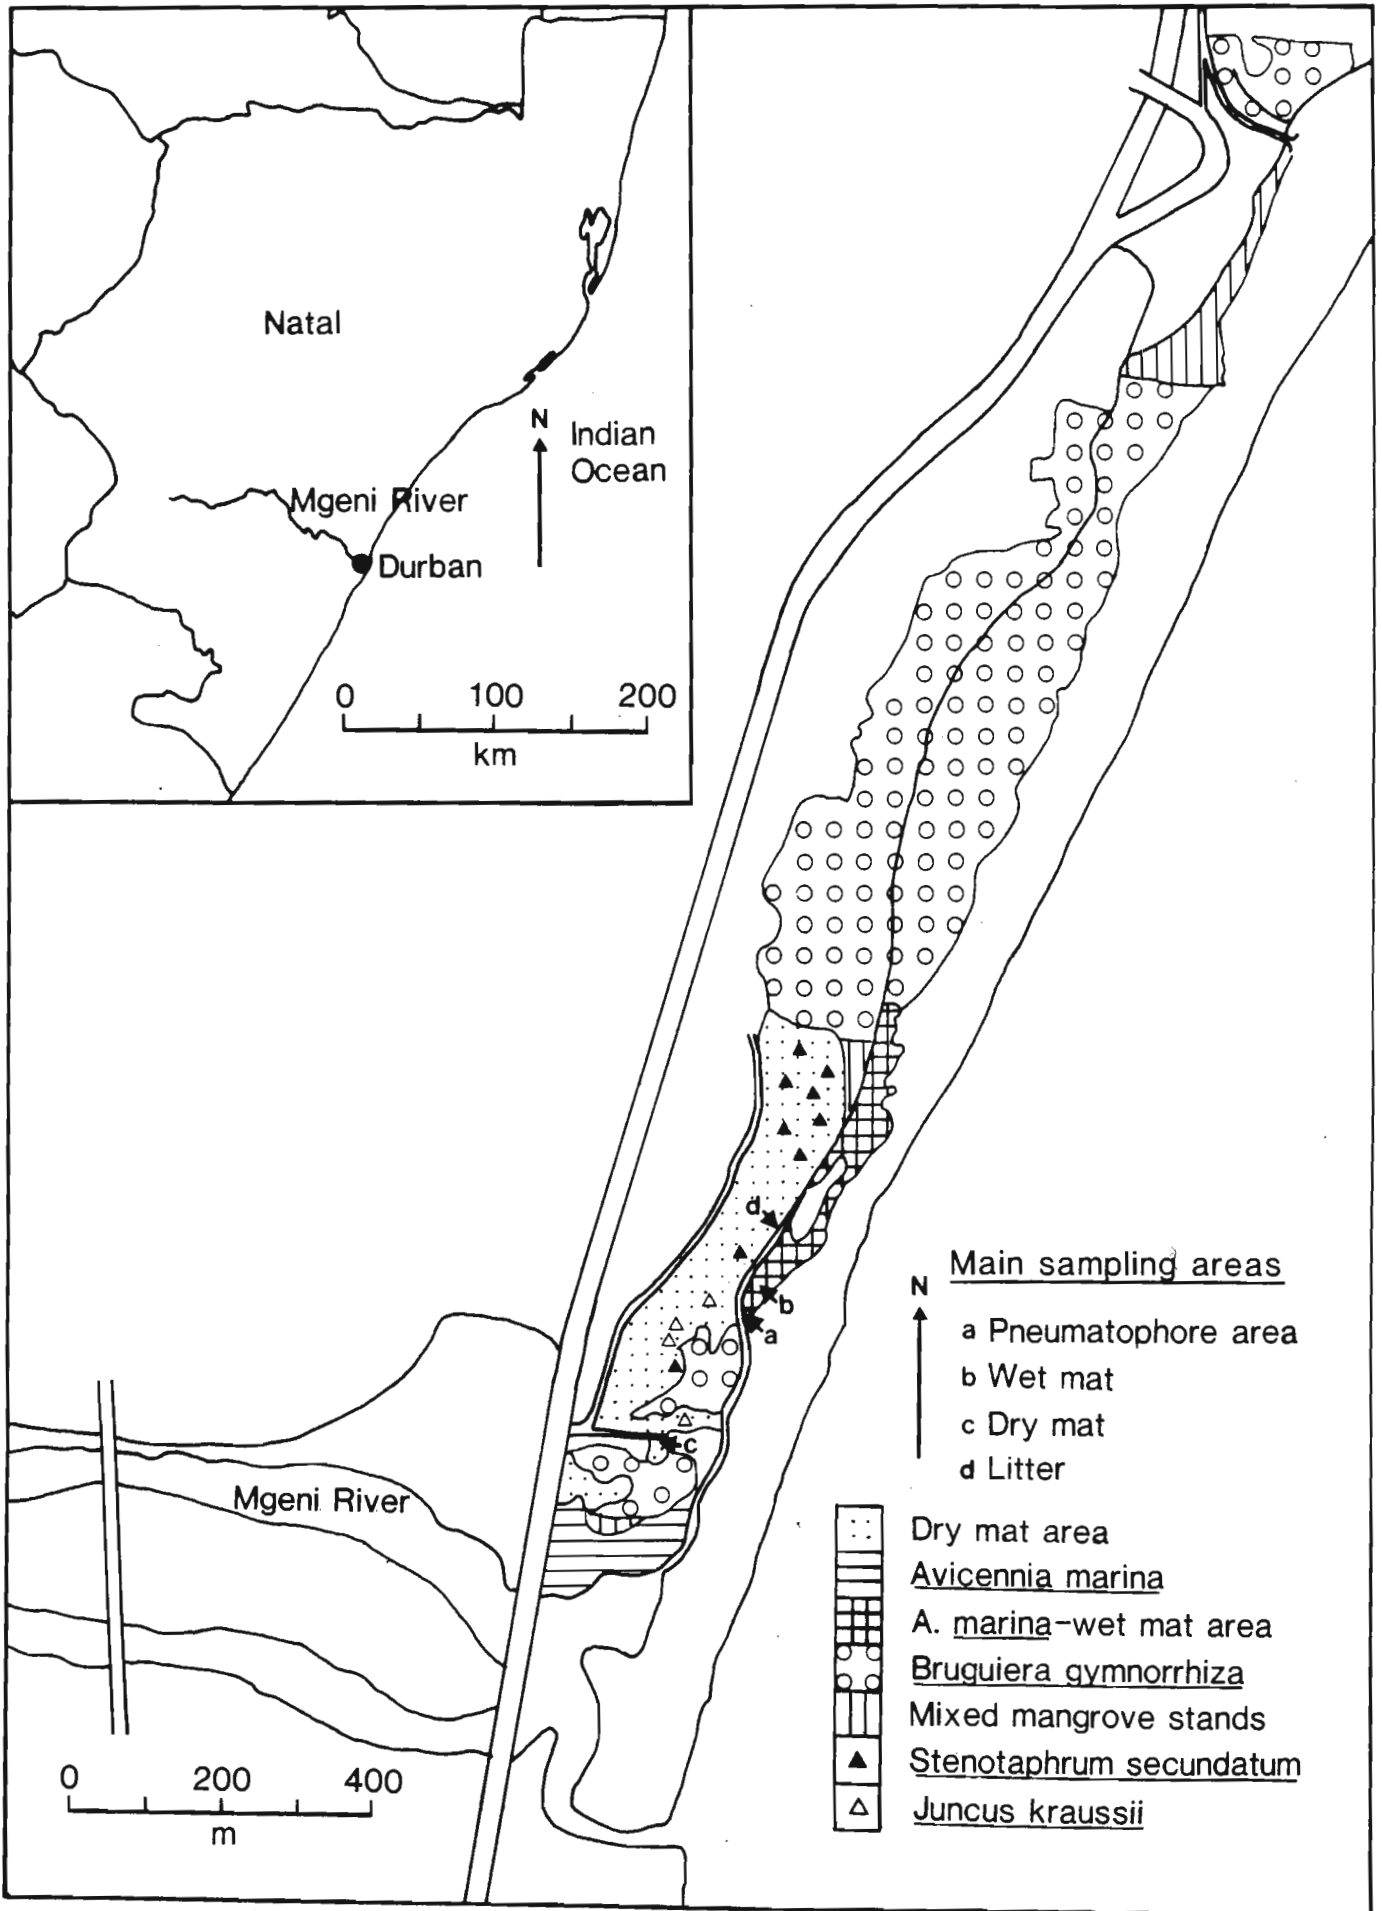 Natal
N
Indian
Ocean
Mgeni River
Durban
0 100 200
km
d
b
a
c
Mgeni River
0 200 400
m
Main sampling areas
N
a Pneumatophore area
b Wet mat
c Dry mat
d Litter
Dry mat area
Avicennia marina
A. marina-wet mat area
Bruguiera gymnorrhiza
Mixed mangrove stands
Stenotaphrum secundatum
Juncus kraussii